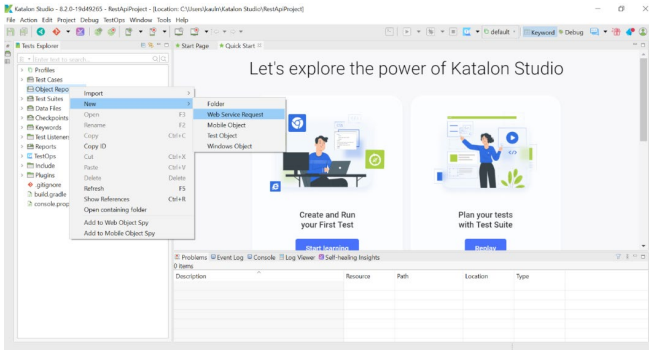 Katalon Studio - 8.2.0-19d49265 - RestApiProject - [Location: C:\Users\kaulr\Katalon Studio\RestApiProject]
File Action Edit Project Debug TestOps Window Tools Help
default
Keyword
Debug
Tests Explorer
Start Page
Quick Start
Enter text to search...
Profiles
Test Cases
Object Repo
Test Suites
Data Files
Checkpoints
Keywords
Test Listeners
Reports
TestOps
Include
Plugins
.gitignore
build.gradle
console.prop
Import
New
Open F3
Rename F2
Copy Ctrl+C
Copy ID
Cut Ctrl+X
Paste Ctrl+V
Delete Delete
Refresh F5
Show References Ctrl+R
Open containing folder
Add to Web Object Spy
Add to Mobile Object Spy
Folder
Web Service Request
Mobile Object
Test Object
Windows Object
Let's explore the power of Katalon Studio
Create and Run
your First Test
Start learning
Plan your tests
with Test Suite
Replay
Problems
Event Log
Console
Log Viewer
Self-healing Insights
0 items
Description Resource Path Location Type